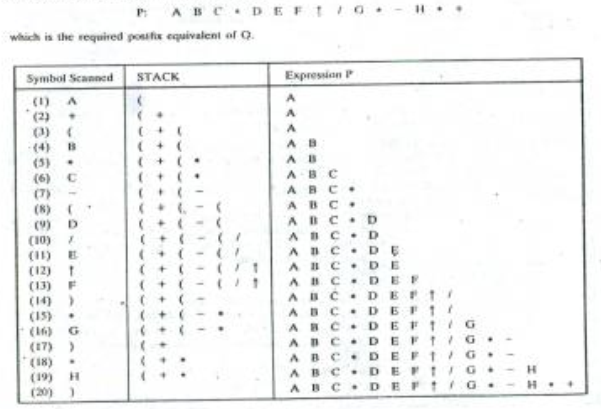 P: A B C * D E F ↑ / G * − H * +
which is the required postfix equivalent of Q.
Symbol Scanned STACK Expression P
(1) A ( A
(2) + ( + A
(3) ( ( + ( A
(4) B ( + ( A B
(5) * ( + ( * A B
(6) C ( + ( * A B C
(7) − ( + ( − A B C *
(8) ( ( + ( − ( A B C *
(9) D ( + ( − ( A B C * D
(10) / ( + ( − ( / A B C * D
(11) E ( + ( − ( / A B C * D E
(12) ↑ ( + ( − ( / ↑ A B C * D E
(13) F ( + ( − ( / ↑ A B C * D E F
(14) ) ( + ( − A B C * D E F ↑ /
(15) * ( + ( − * A B C * D E F ↑ /
(16) G ( + ( − * A B C * D E F ↑ / G
(17) ) ( + A B C * D E F ↑ / G * −
(18) * ( + * A B C * D E F ↑ / G * −
(19) H ( + * A B C * D E F ↑ / G * − H
(20) ) A B C * D E F ↑ / G * − H * +